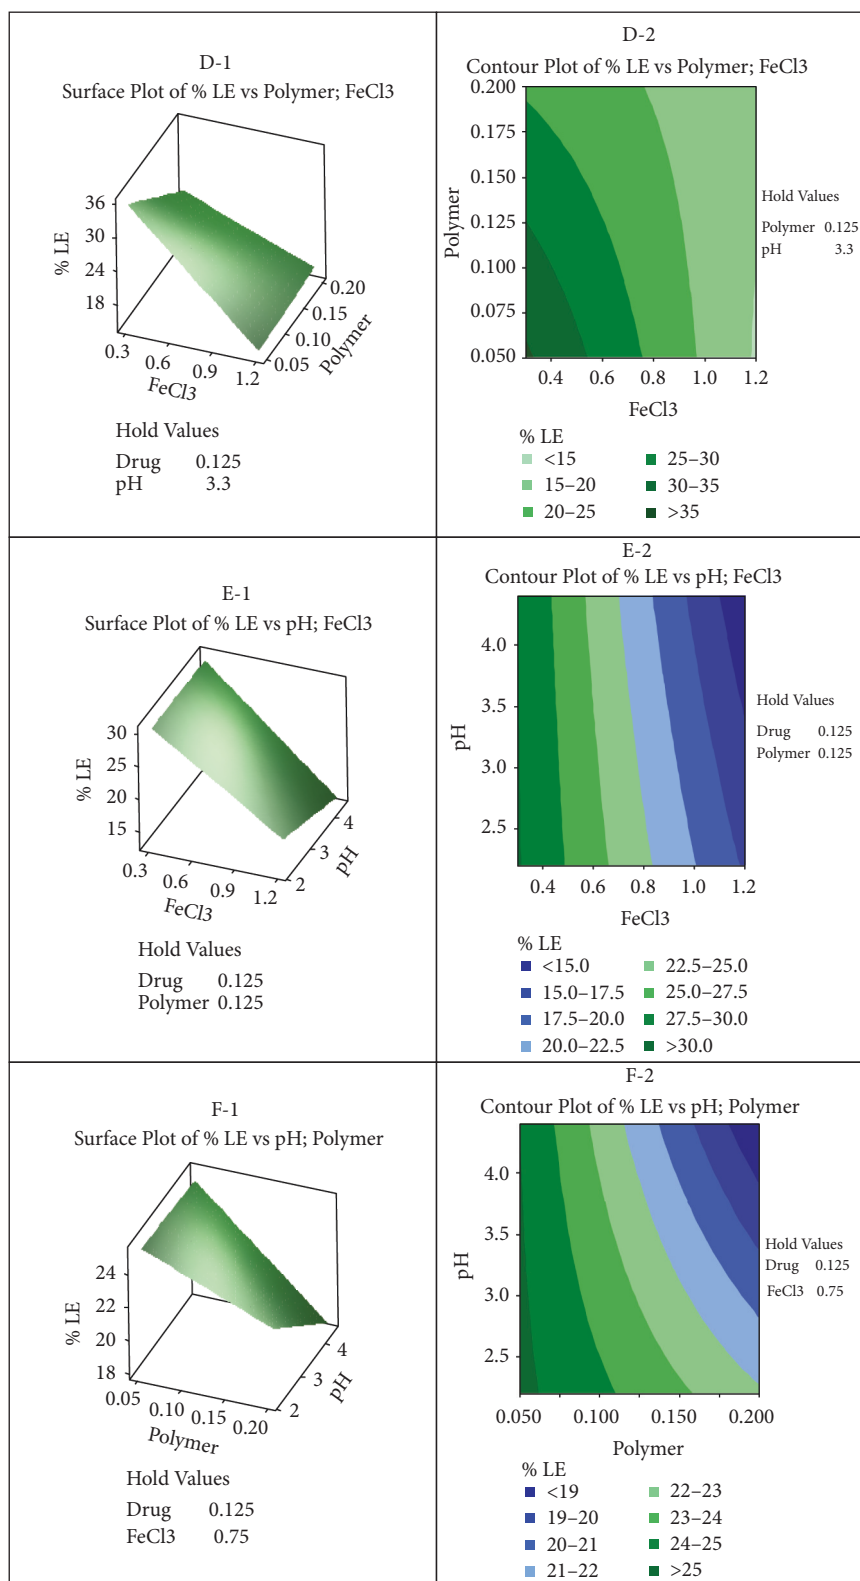 D-1
Surface Plot of % LE vs Polymer; FeCl3
36
30
24
18
% LE
0.3
0.6
0.9
1.2
FeCl3
0.20
0.15
0.10
0.05
Polymer
Hold Values
Drug 0.125
pH 3.3
D-2
Contour Plot of % LE vs Polymer; FeCl3
0.200
0.175
0.150
0.125
0.100
0.075
0.050
Polymer
0.4 0.6 0.8 1.0 1.2
FeCl3
Hold Values
Polymer 0.125
pH 3.3
% LE
<15 25–30
15–20 30–35
20–25 >35
E-1
Surface Plot of % LE vs pH; FeCl3
30
25
20
15
% LE
0.3
0.6
0.9
1.2
FeCl3
4
3
2
pH
Hold Values
Drug 0.125
Polymer 0.125
E-2
Contour Plot of % LE vs pH; FeCl3
4.0
3.5
3.0
2.5
pH
0.4 0.6 0.8 1.0 1.2
FeCl3
Hold Values
Drug 0.125
Polymer 0.125
% LE
<15.0 22.5–25.0
15.0–17.5 25.0–27.5
17.5–20.0 27.5–30.0
20.0–22.5 >30.0
F-1
Surface Plot of % LE vs pH; Polymer
24
22
20
18
% LE
0.05
0.10
0.15
0.20
Polymer
4
3
2
pH
Hold Values
Drug 0.125
FeCl3 0.75
F-2
Contour Plot of % LE vs pH; Polymer
4.0
3.5
3.0
2.5
pH
0.050 0.100 0.150 0.200
Polymer
Hold Values
Drug 0.125
FeCl3 0.75
% LE
<19 22–23
19–20 23–24
20–21 24–25
21–22 >25